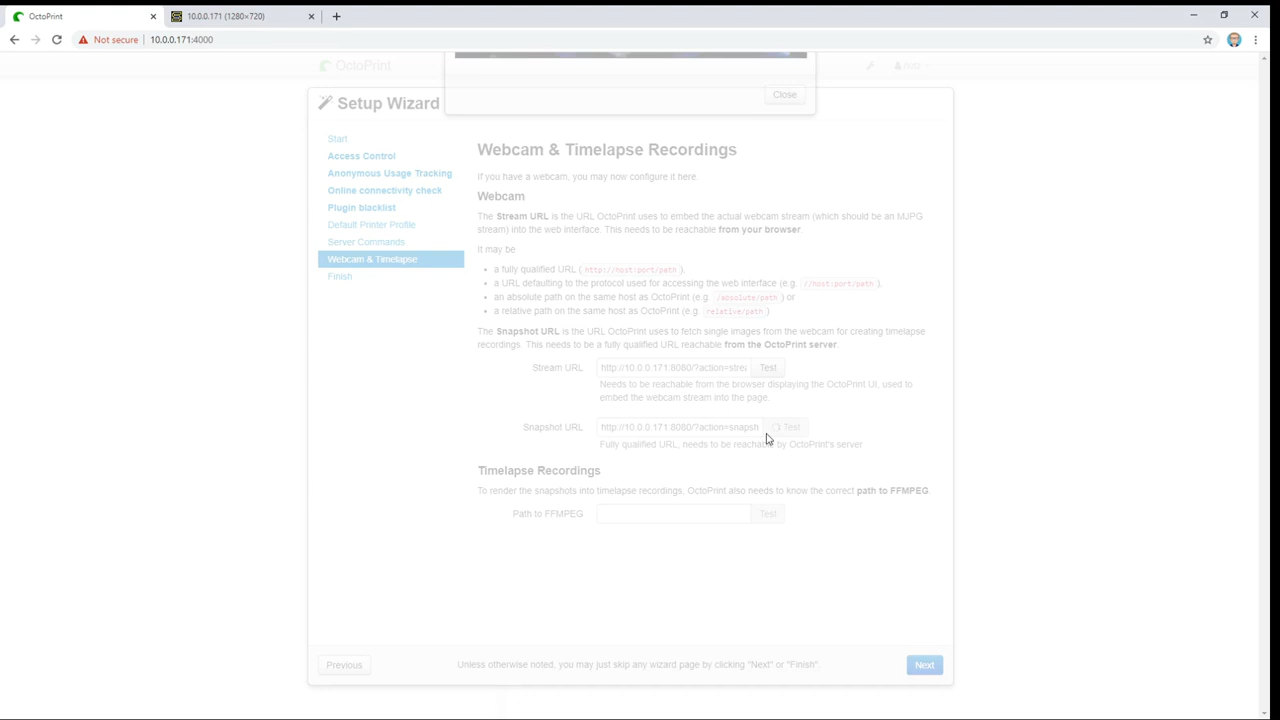 OctoPrint
10.0.0.171 (1280×720)
Not secure
10.0.0.171:4000
OctoPrint
Close
Setup Wizard
Start
Access Control
Anonymous Usage Tracking
Online connectivity check
Plugin blacklist
Default Printer Profile
Server Commands
Webcam & Timelapse
Finish
Webcam & Timelapse Recordings
If you have a webcam, you may now configure it here.
Webcam
The Stream URL is the URL OctoPrint uses to embed the actual webcam stream (which should be an MJPG
stream) into the web interface. This needs to be reachable from your browser.
It may be
a fully qualified URL ( http://host:port/path ),
a URL defaulting to the protocol used for accessing the web interface (e.g. //host:port/path ),
an absolute path on the same host as OctoPrint (e.g. /absolute/path ) or
a relative path on the same host as OctoPrint (e.g. relative/path )
The Snapshot URL is the URL OctoPrint uses to fetch single images from the webcam for creating timelapse
recordings. This needs to be a fully qualified URL reachable from the OctoPrint server.
Stream URL http://10.0.0.171:8080/?action=strea Test
Needs to be reachable from the browser displaying the OctoPrint UI, used to
embed the webcam stream into the page.
Snapshot URL http://10.0.0.171:8080/?action=snapsh Test
Fully qualified URL, needs to be reachable by OctoPrint's server
Timelapse Recordings
To render the snapshots into timelapse recordings, OctoPrint also needs to know the correct path to FFMPEG
Path to FFMPEG Test
Previous
Unless otherwise noted, you may just skip any wizard page by clicking "Next" or "Finish".
Next